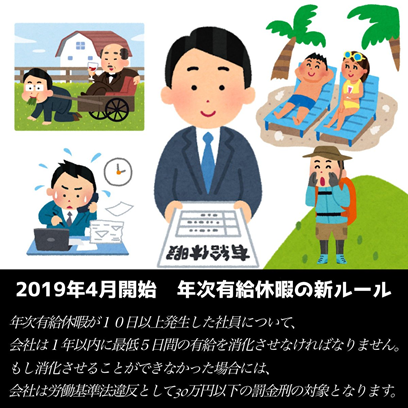 有給休暇
2019年4月開始　年次有給休暇の新ルール
年次有給休暇が１０日以上発生した社員について、
会社は１年以内に最低５日間の有給を消化させなければなりません。
もし消化させることができなかった場合には、
会社は労働基準法違反として30万円以下の罰金刑の対象となります。